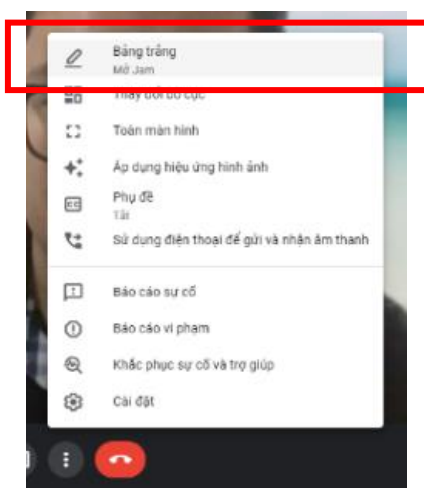 Bảng trắng
Mở Jam
Thay đổi bố cục
Toàn màn hình
Áp dụng hiệu ứng hình ảnh
Phụ đề
Tắt
Sử dụng điện thoại để gửi và nhận âm thanh
Báo cáo sự cố
Báo cáo vi phạm
Khắc phục sự cố và trợ giúp
Cài đặt